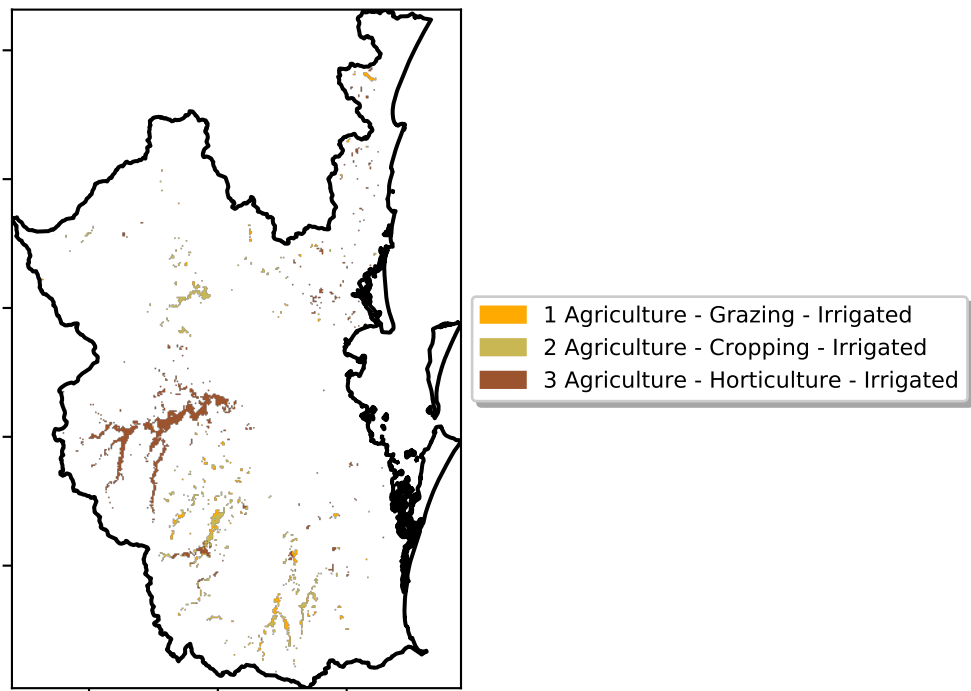 1 Agriculture - Grazing - Irrigated
2 Agriculture - Cropping - Irrigated
3 Agriculture - Horticulture - Irrigated